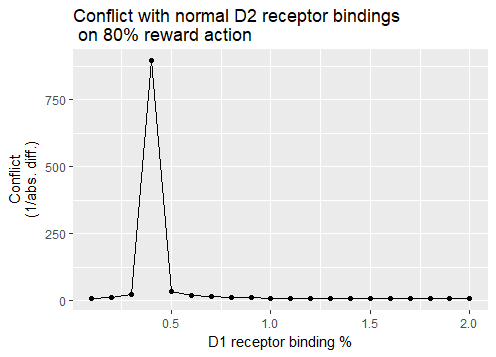 Conflict with normal D2 receptor bindings
on 80% reward action
Conflict
(1/abs. diff.)
750
500
250
0
0.5
1.0
1.5
2.0
D1 receptor binding %